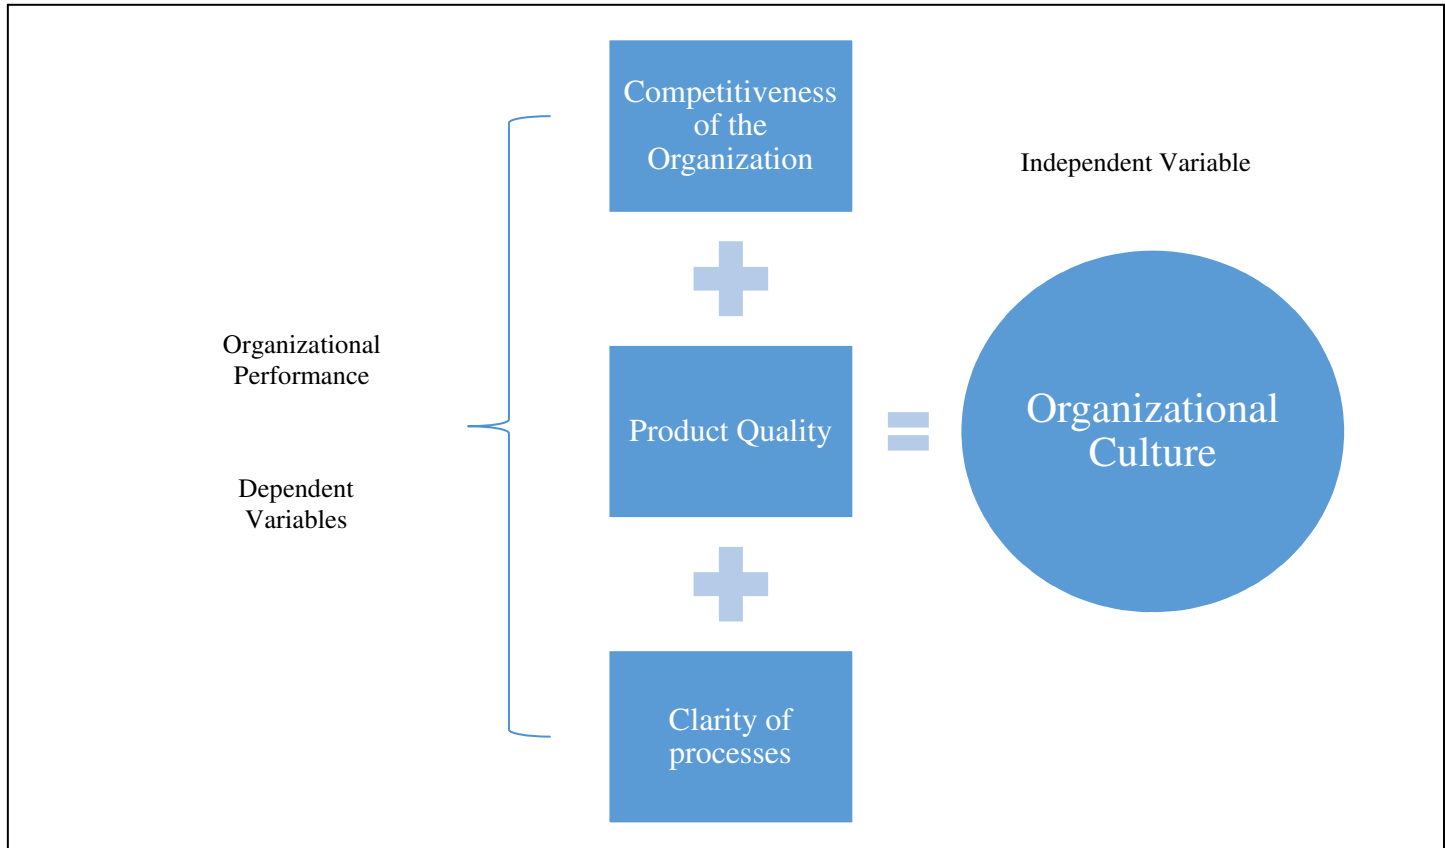 Organizational
Performance
Dependent
Variables
Competitiveness
of the
Organization
Product Quality
Clarity of
processes
Independent Variable
Organizational
Culture